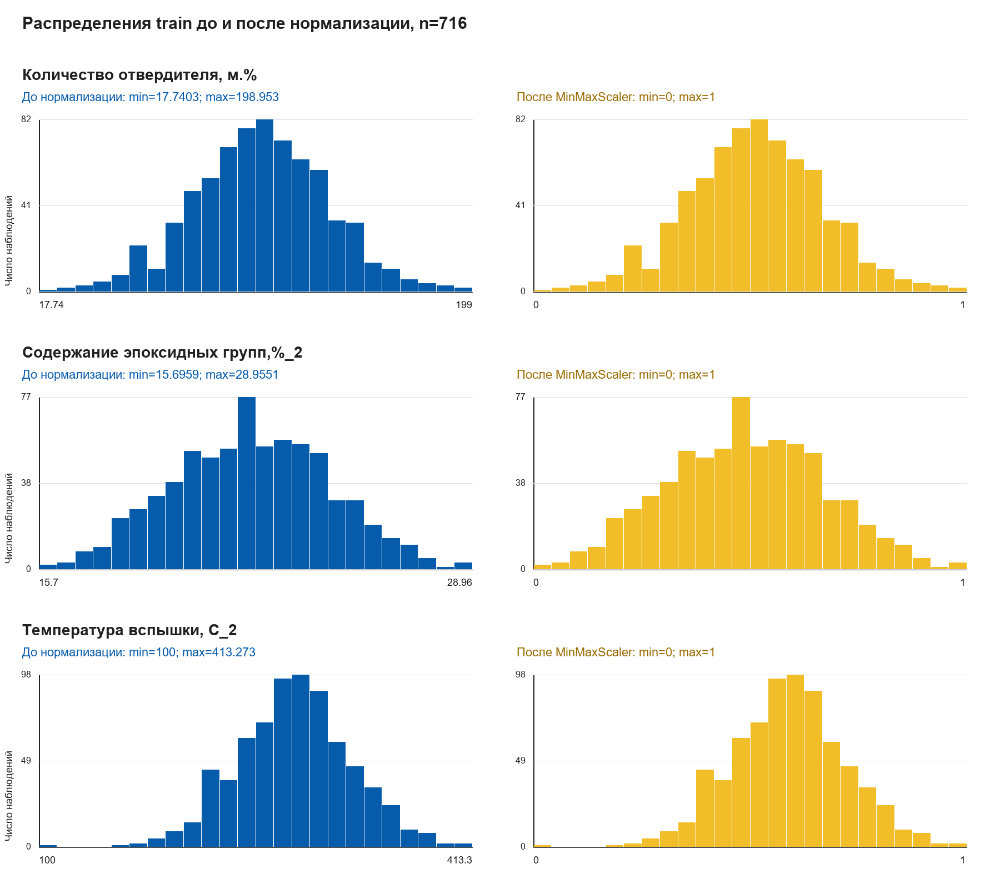 Распределения train до и после нормализации, n=716
Количество отвердителя, м.%
До нормализации: min=17.7403; max=198.953
После MinMaxScaler: min=0; max=1
82
41
0
Число наблюдений
17.74
199
82
41
0
0
1
Содержание эпоксидных групп,%_2
До нормализации: min=15.6959; max=28.9551
После MinMaxScaler: min=0; max=1
77
38
0
Число наблюдений
15.7
28.96
77
38
0
0
1
Температура вспышки, С_2
До нормализации: min=100; max=413.273
После MinMaxScaler: min=0; max=1
98
49
0
Число наблюдений
100
413.3
98
49
0
0
1